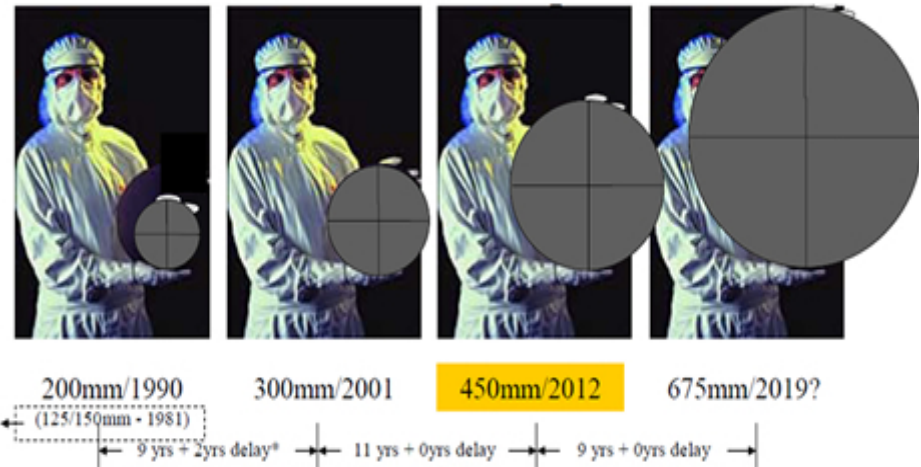 200mm/1990
300mm/2001
450mm/2012
675mm/2019?
(125/150mm - 1981)
9 yrs + 2yrs delay*
11 yrs + 0yrs delay
9 yrs + 0yrs delay